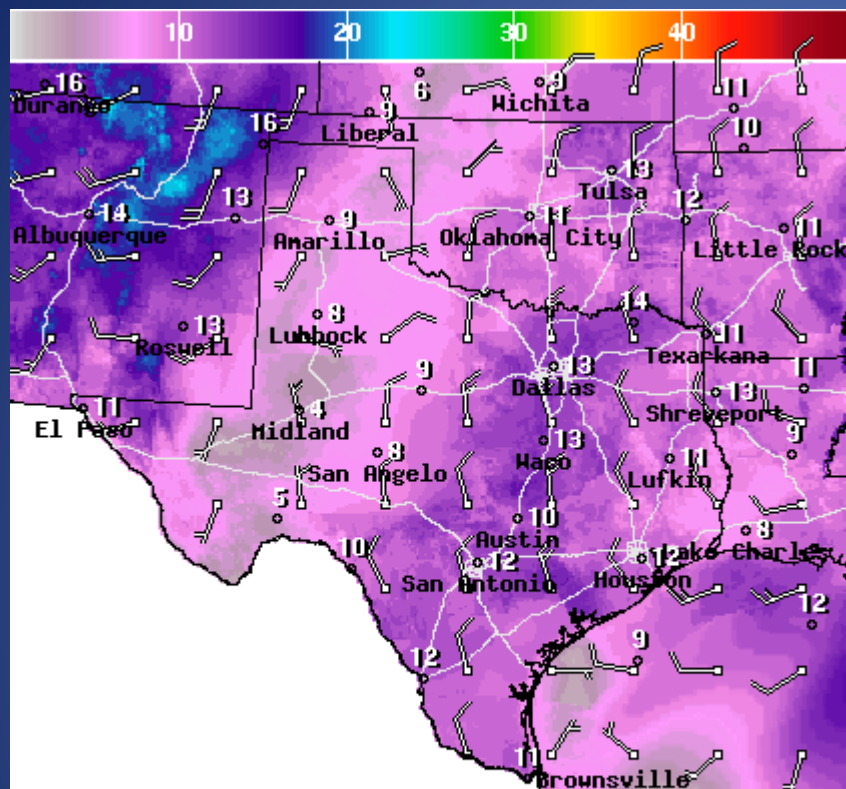 10 20 30 40
16 Durango
6
9 Wichita
9 Liberal
11
16
10
13 Tulsa
14 Albuquerque
13
9 Amarillo
11 Oklahoma City
12
11 Little Rock
13 Roswell
8 Lubbock
14
11 Texarkana
13 Dallas
9
13 Shreveport
11
11 El Paso
4 Midland
8 San Angelo
13 Waco
11 Lufkin
9
5
10 Austin
8 Lake Charles
10
12 San Antonio
12 Houston
12
9
12
11 Brownsville